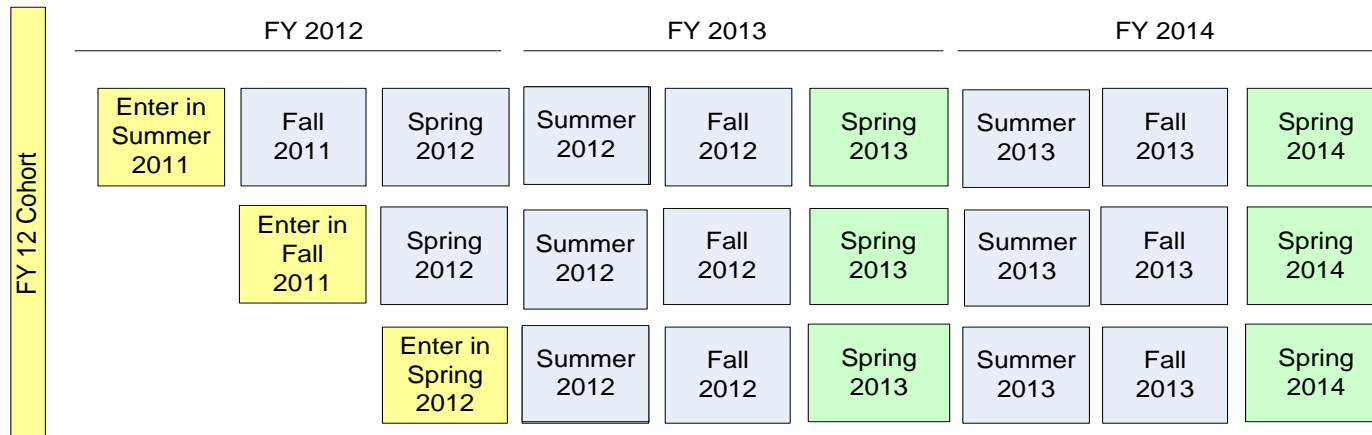 FY 2012
FY 2013
FY 2014
FY 12 Cohort
Enter in
Summer
2011
Fall
2011
Spring
2012
Summer
2012
Fall
2012
Spring
2013
Summer
2013
Fall
2013
Spring
2014
Enter in
Fall
2011
Spring
2012
Summer
2012
Fall
2012
Spring
2013
Summer
2013
Fall
2013
Spring
2014
Enter in
Spring
2012
Summer
2012
Fall
2012
Spring
2013
Summer
2013
Fall
2013
Spring
2014